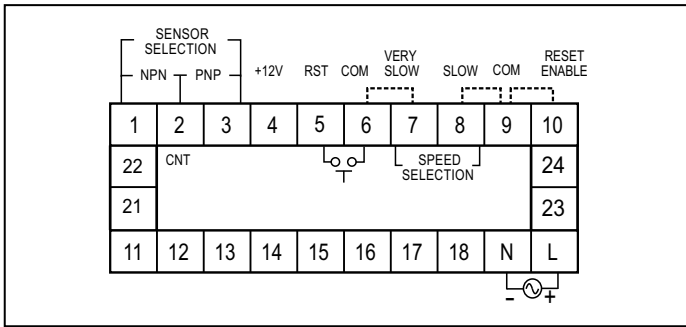 SENSOR
SELECTION
NPN PNP +12V RST COM VERY SLOW SLOW COM RESET ENABLE
1 2 3 4 5 6 7 8 9 10
22 CNT SPEED SELECTION 24
21 23
11 12 13 14 15 16 17 18 N L
- +